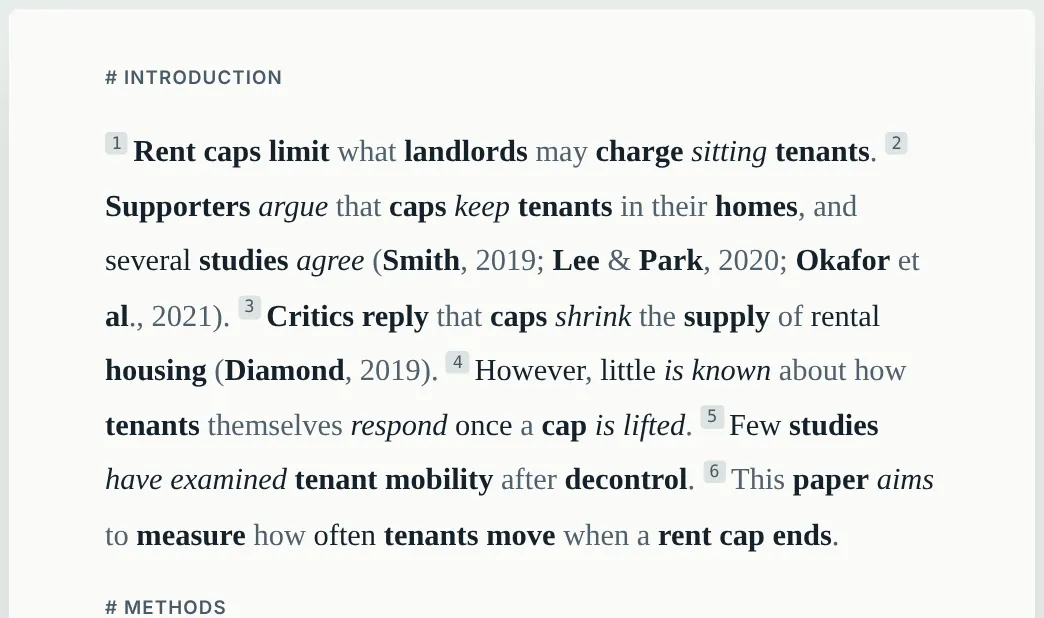 # INTRODUCTION
1 Rent caps limit what landlords may charge sitting tenants. 2
Supporters argue that caps keep tenants in their homes, and
several studies agree (Smith, 2019; Lee & Park, 2020; Okafor et
al., 2021). 3 Critics reply that caps shrink the supply of rental
housing (Diamond, 2019). 4 However, little is known about how
tenants themselves respond once a cap is lifted. 5 Few studies
have examined tenant mobility after decontrol. 6 This paper aims
to measure how often tenants move when a rent cap ends.
# METHODS